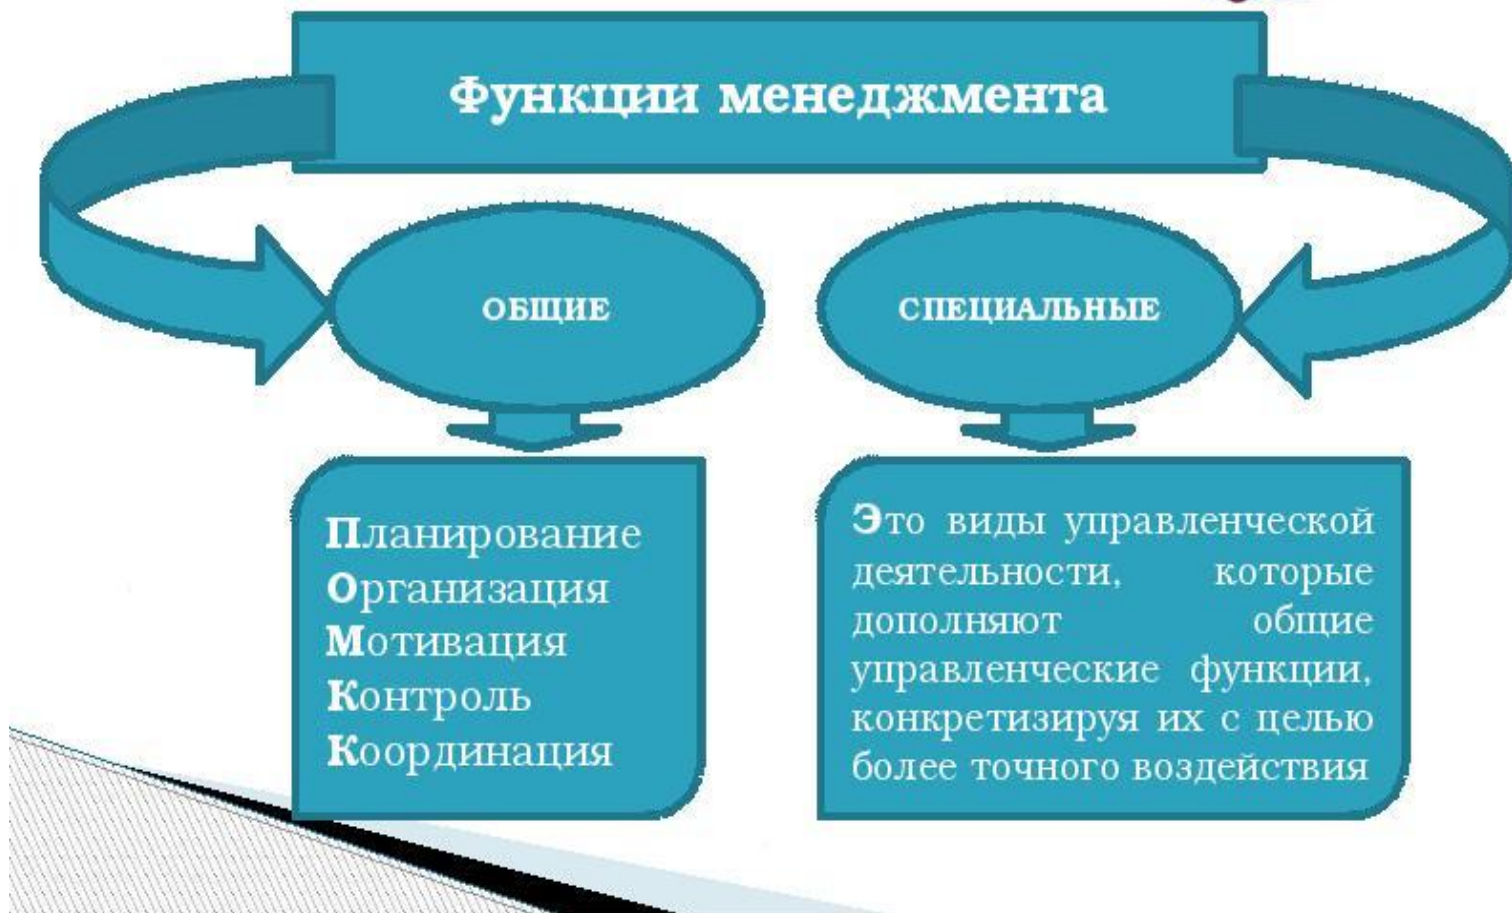 Функции менеджмента
ОБЩИЕ
СПЕЦИАЛЬНЫЕ
Планирование
Организация
Мотивация
Контроль
Координация
Это виды управленческой
деятельности, которые
дополняют общие
управленческие функции,
конкретизируя их с целью
более точного воздействия